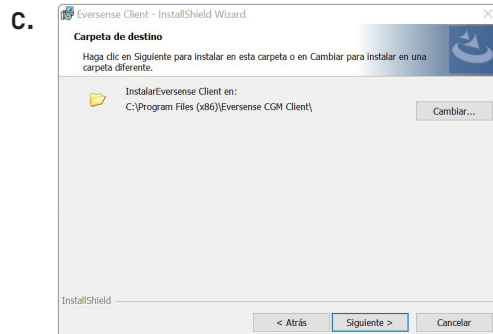 C.
Eversense Client - InstallShield Wizard
Carpeta de destino
Haga clic en Siguiente para instalar en esta carpeta o en Cambiar para instalar en una
carpeta diferente.
InstalarEversense Client en:
C:\Program Files (x86)\Eversense CGM Client\
Cambiar...
InstallShield
< Atrás
Siguiente >
Cancelar